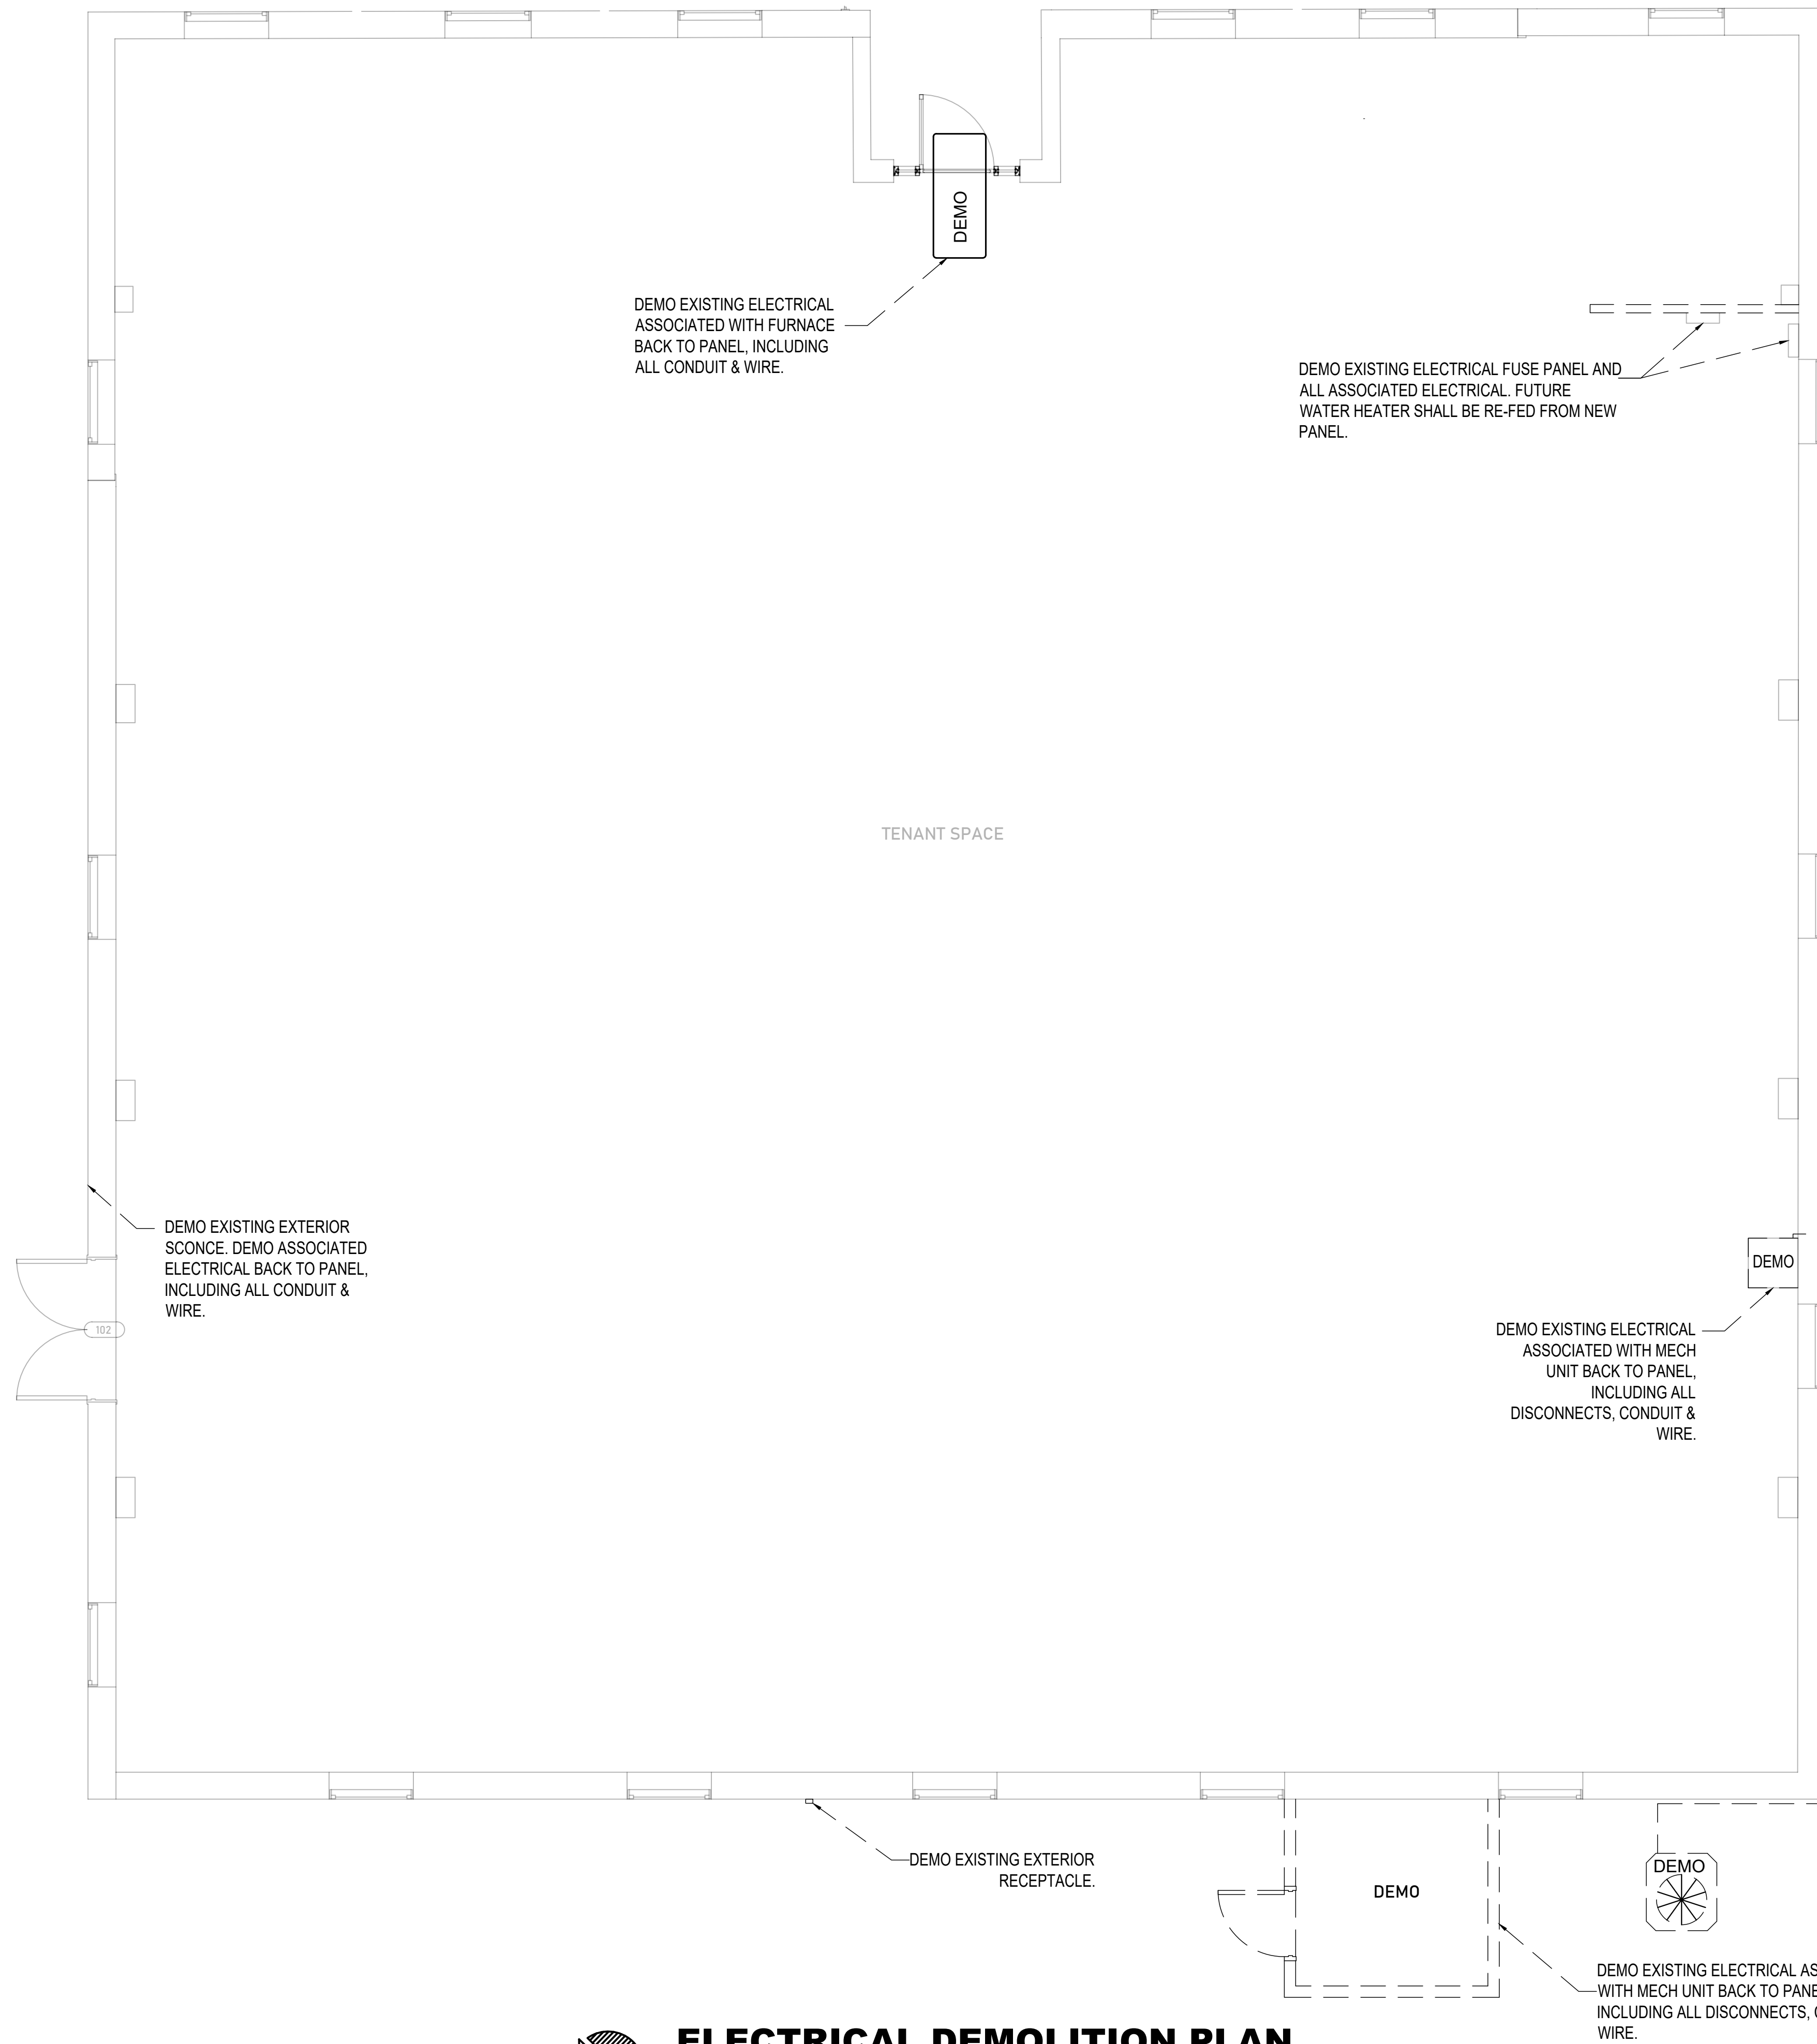 DEMO
DEMO EXISTING ELECTRICAL
ASSOCIATED WITH FURNACE
BACK TO PANEL, INCLUDING
ALL CONDUIT & WIRE.
DEMO EXISTING ELECTRICAL FUSE PANEL AND
ALL ASSOCIATED ELECTRICAL. FUTURE
WATER HEATER SHALL BE RE-FED FROM NEW
PANEL.
TENANT SPACE
DEMO EXISTING EXTERIOR
SCONCE. DEMO ASSOCIATED
ELECTRICAL BACK TO PANEL,
INCLUDING ALL CONDUIT &
WIRE.
102
DEMO
DEMO EXISTING ELECTRICAL
ASSOCIATED WITH MECH
UNIT BACK TO PANEL,
INCLUDING ALL
DISCONNECTS, CONDUIT &
WIRE.
DEMO EXISTING EXTERIOR
RECEPTACLE.
DEMO
DEMO
DEMO EXISTING ELECTRICAL
WITH MECH UNIT BACK TO
INCLUDING ALL DISCONNECTS,
WIRE.
ELECTRICAL DEMOLITION PLAN